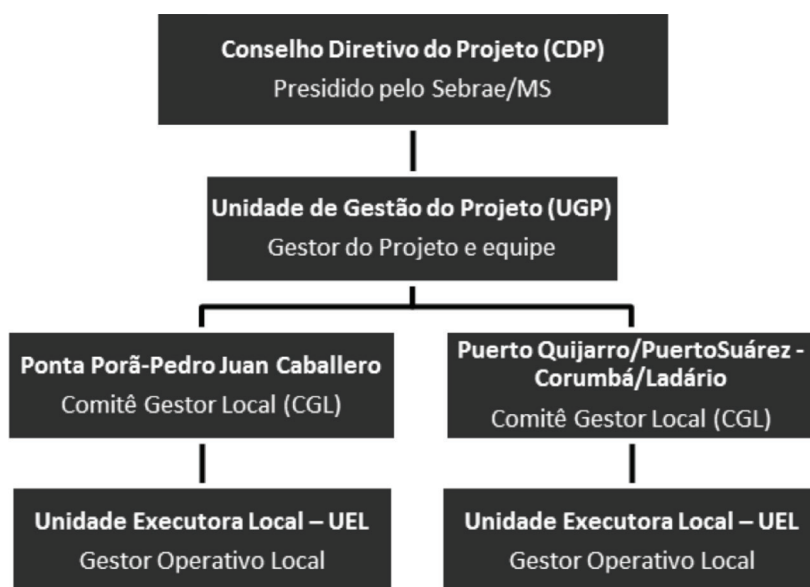 Conselho Diretivo do Projeto (CDP)
Presidido pelo Sebrae/MS
Unidade de Gestão do Projeto (UGP)
Gestor do Projeto e equipe
Ponta Porã-Pedro Juan Caballero
Comitê Gestor Local (CGL)
Puerto Quijarro/PuertoSuárez -
Corumbá/Ladário
Comitê Gestor Local (CGL)
Unidade Executora Local – UEL
Gestor Operativo Local
Unidade Executora Local – UEL
Gestor Operativo Local